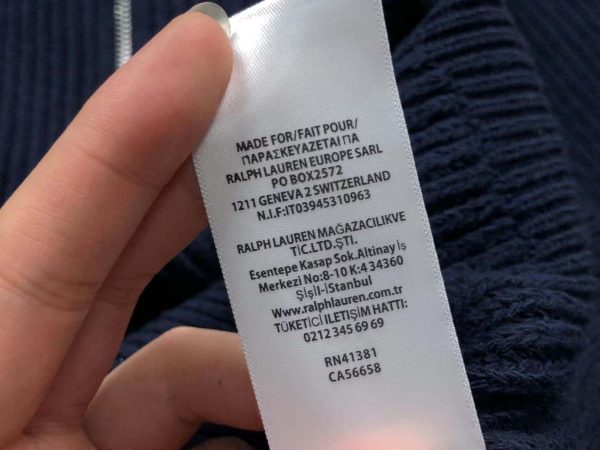 MADE FOR/FAIT POUR/
ΠΑΡΑΣΚΕΥΑΖΕΤΑΙ ΠΑ
RALPH LAUREN EUROPE SARL
PO BOX2572
1211 GENEVA 2 SWITZERLAND
N.I.F:IT03945310963
RALPH LAUREN MAĞAZACILIKVE
TİC.LTD.ŞTİ.
Esentepe Kasap Sok.Altinay İş
Merkezi No:8-10 K:4 34360
Şişli-İStanbul
Www.ralphlauren.com.tr
TÜKETİCİ İLETİŞİM HATTI:
0212 345 69 69
RN41381
CA56658